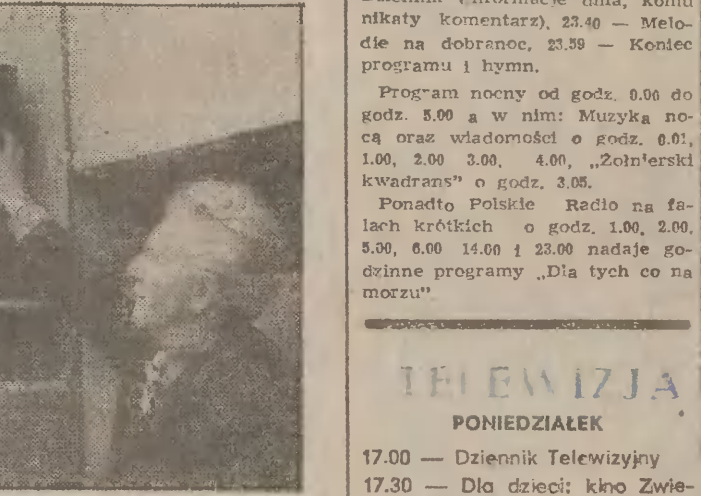 Dziennik (informacje dnia, komu
nikaty komentarz), 23.40 — Melo-
die na dobranoc, 23.59 — Koniec
programu i hymn.
Program nocny od godz. 0.00 do
godz. 5.00 a w nim: Muzyka no-
cą oraz wiadomości o godz. 0.01,
1.00, 2.00 3.00, 4.00, „Żołnierski
kwadrans" o godz. 3.05.
Ponadto Polskie Radio na fa-
lach krótkich o godz. 1.00, 2.00,
5.00, 6.00 14.00 i 23.00 nadaje go-
dzinne programy „Dla tych co na
morzu"
TELEWIZJA
PONIEDZIAŁEK
17.00 — Dziennik Telewizyjny
17.30 — Dla dzieci: kino Zwie-